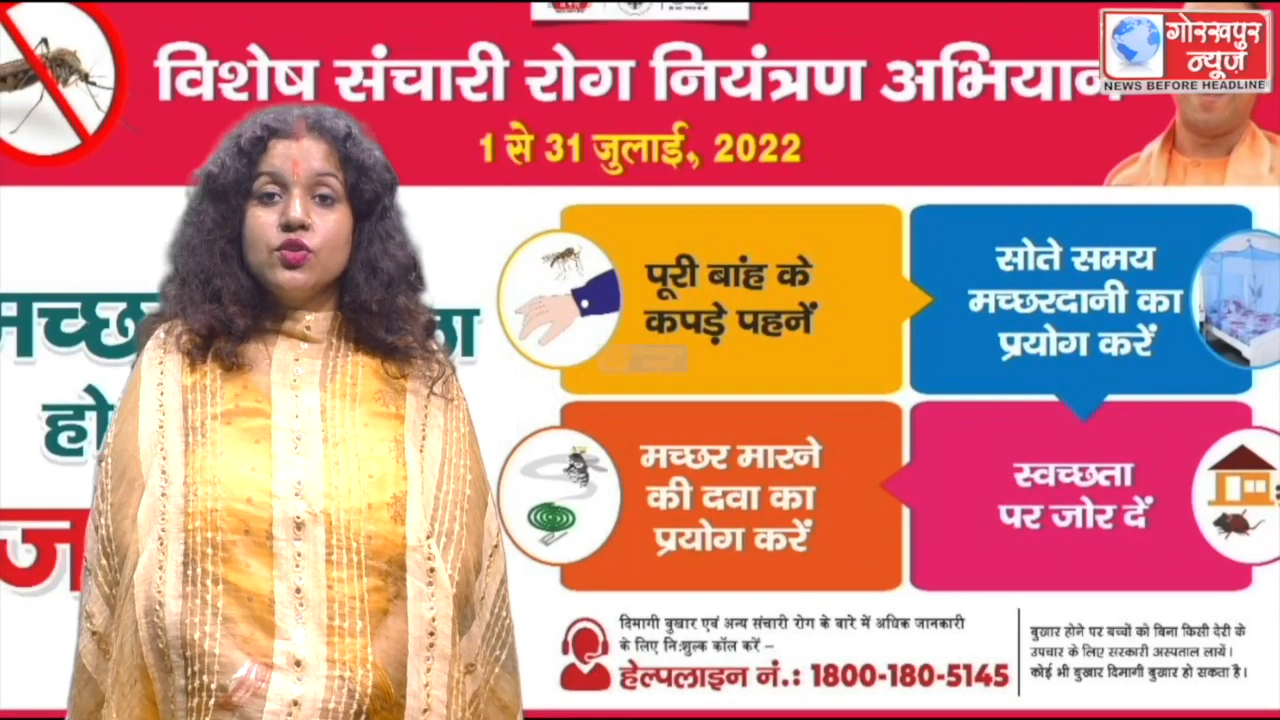 गोरखपुर
न्यूज़
NEWS BEFORE HEADLINE
विशेष संचारी रोग नियंत्रण अभियान
1 से 31 जुलाई, 2022
पूरी बांह के
कपड़े पहनें
सोते समय
मच्छरदानी का
प्रयोग करें
मच्छर मारने
की दवा का
प्रयोग करें
स्वच्छता
पर जोर दें
दिमागी बुखार एवं अन्य संचारी रोग के बारे में अधिक जानकारी
के लिए नि:शुल्क कॉल करें –
हेल्पलाइन नं.: 1800-180-5145
बुखार होने पर बच्चों को बिना किसी देरी के
उपचार के लिए सरकारी अस्पताल लायें।
कोई भी बुखार दिमागी बुखार हो सकता है।